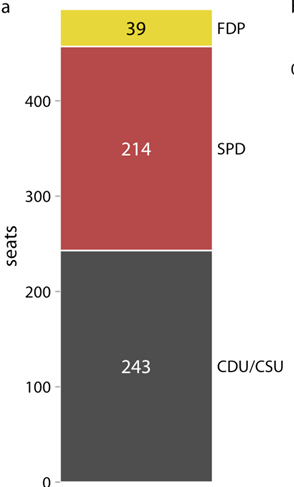 a
39 FDP
400
214 SPD
300
seats
200
243 CDU/CSU
100
0